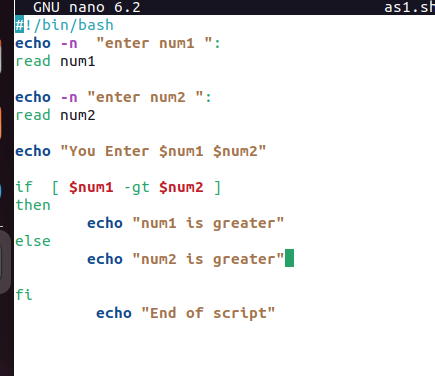 GNU nano 6.2 as1.sh
#!/bin/bash
echo -n  "enter num1 ":
read num1
echo -n "enter num2 ":
read num2
echo "You Enter $num1 $num2"
if  [ $num1 -gt $num2 ]
then
echo "num1 is greater"
else
echo "num2 is greater"
fi
echo "End of script"